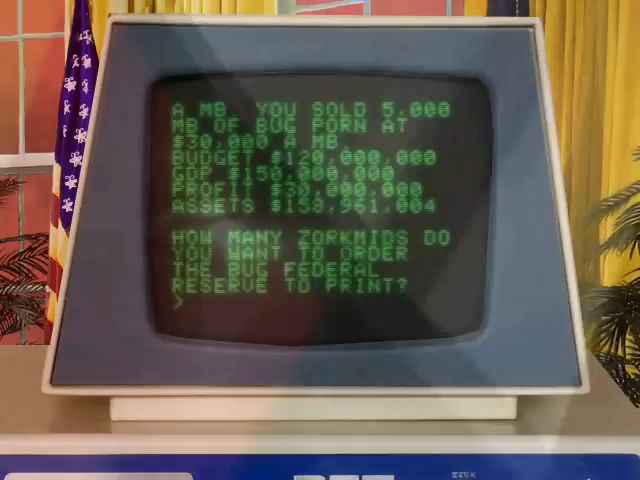 A MB. YOU SOLD 5,000
MB OF BUG PORN AT
$30,000 A MB
BUDGET $120,000,000
GDP $150,000,000
PROFIT $30,000,000
ASSETS $158,961,004
HOW MANY ZORKMIDS DO
YOU WANT TO ORDER
THE BUG FEDERAL
RESERVE TO PRINT?
>